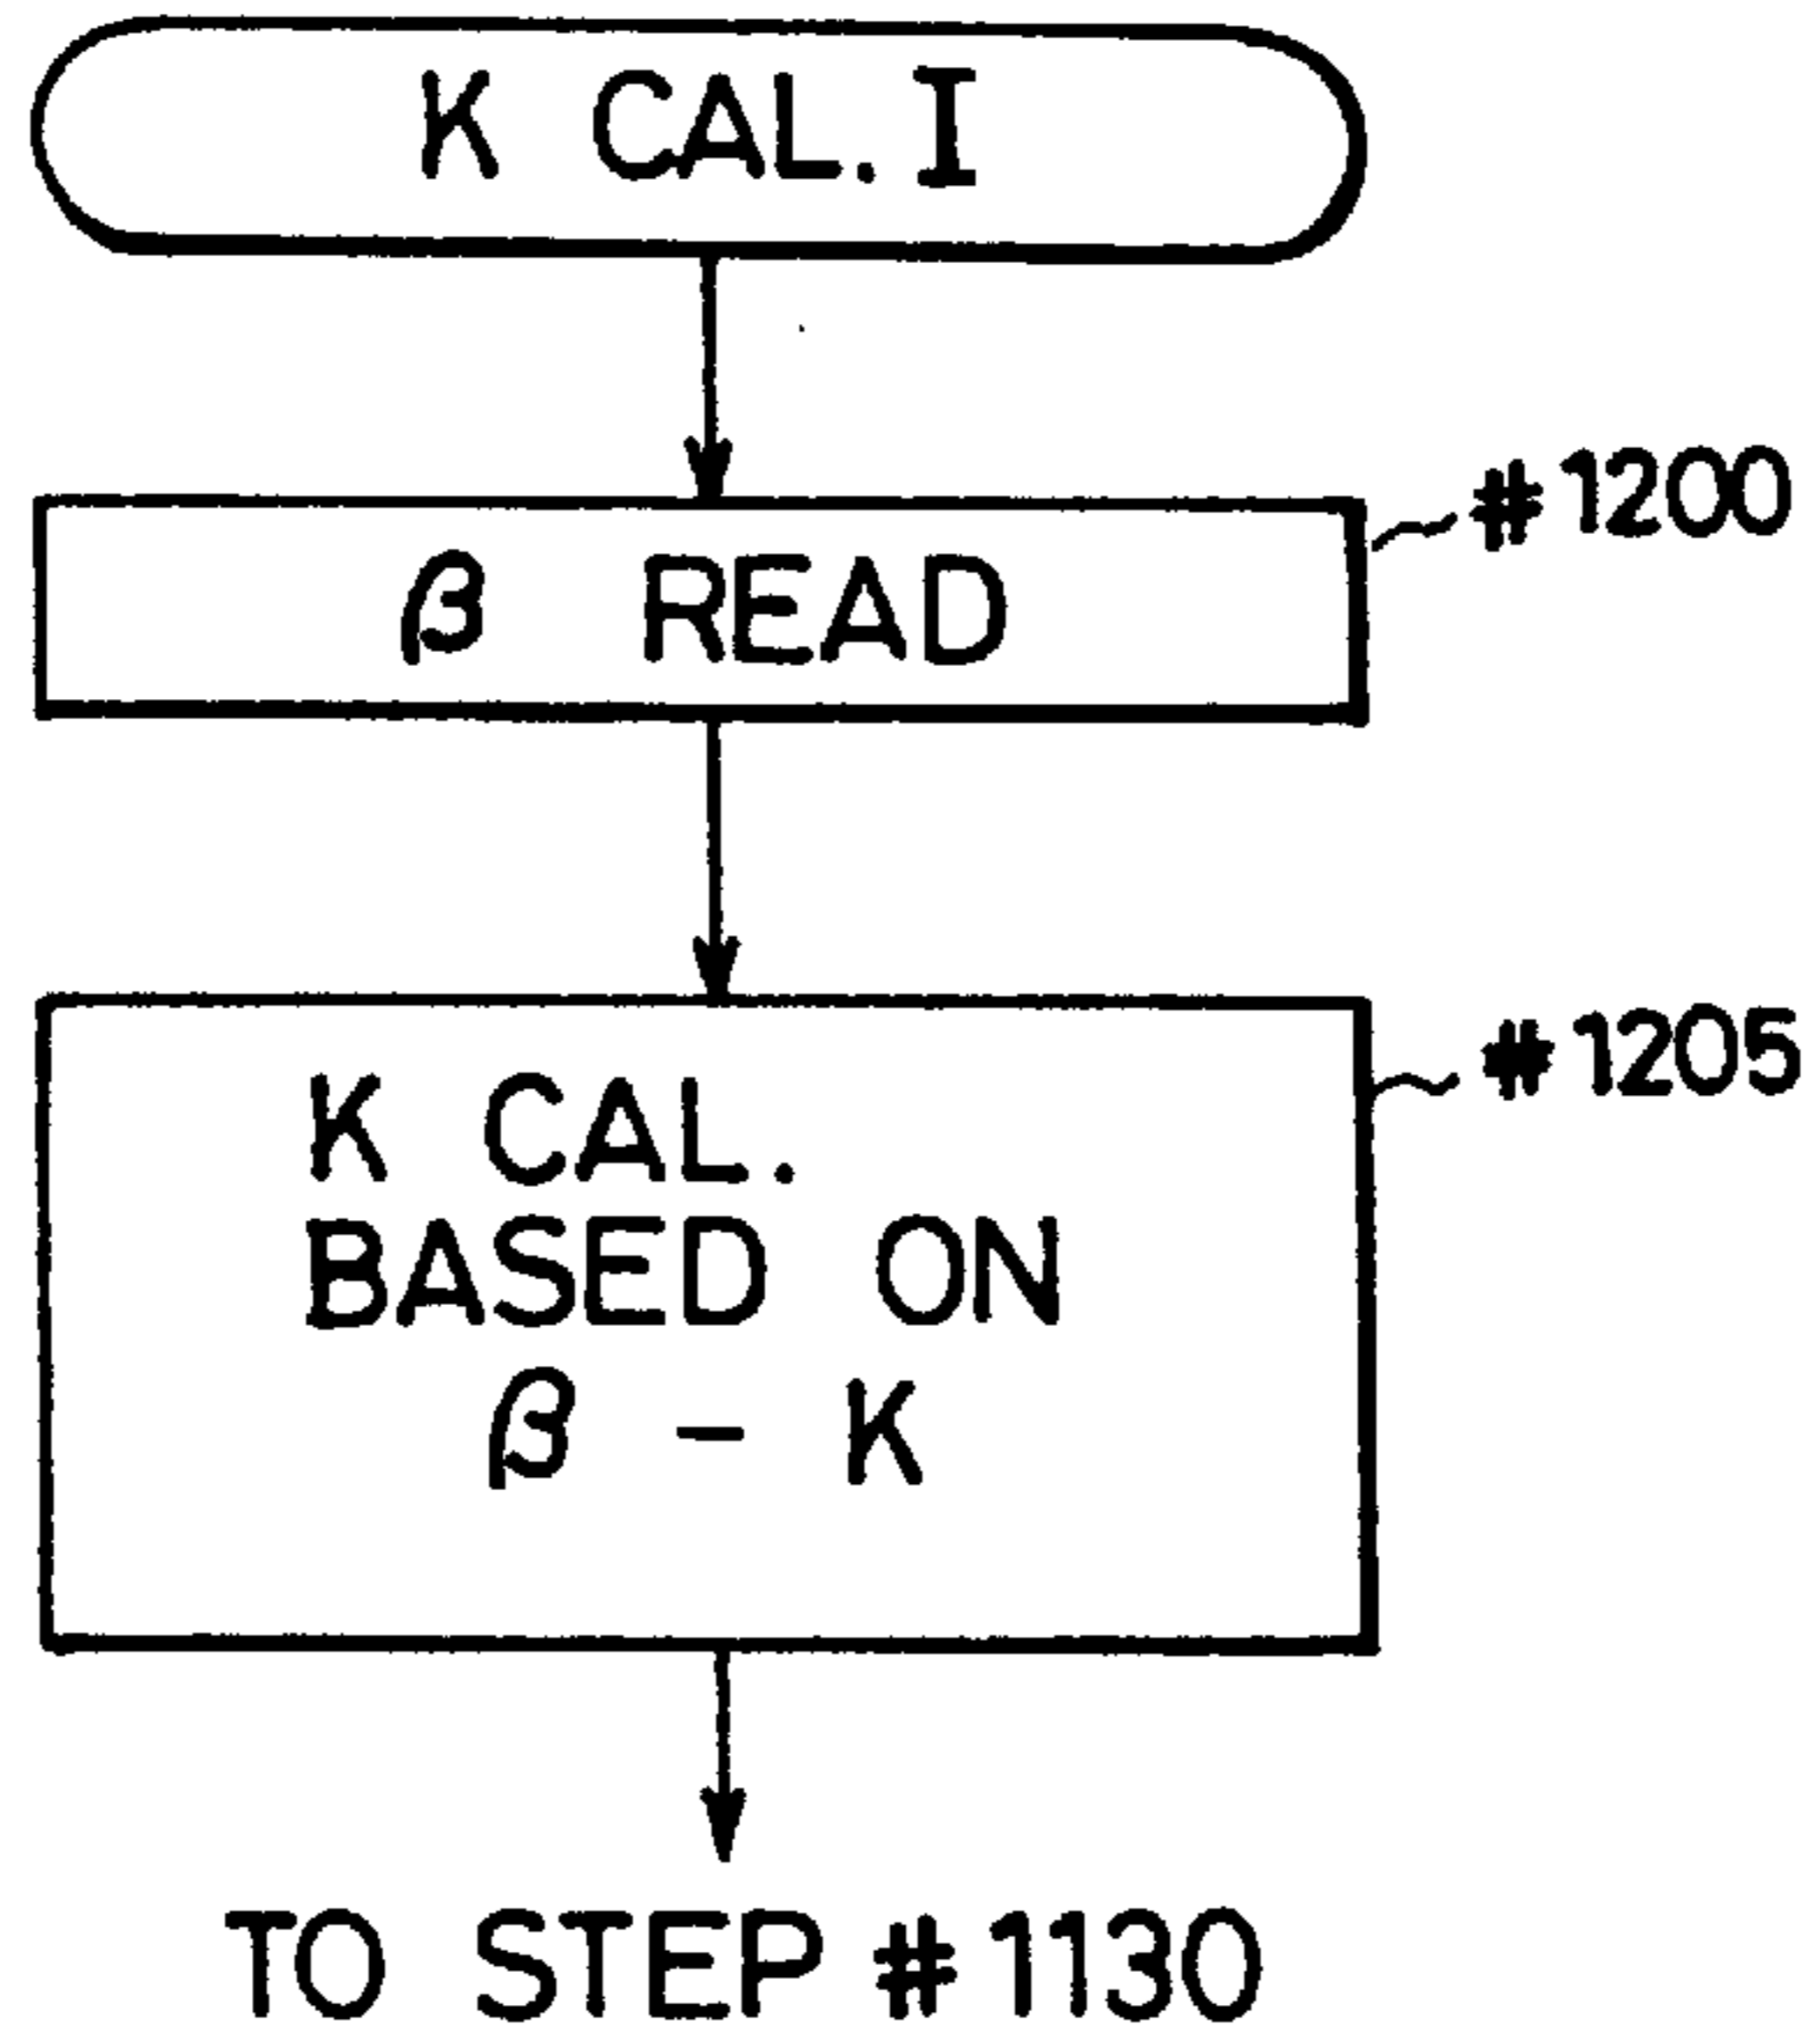 K CAL. I
#1200
β READ
#1205
K CAL.
BASED ON
β - K
TO STEP #1130